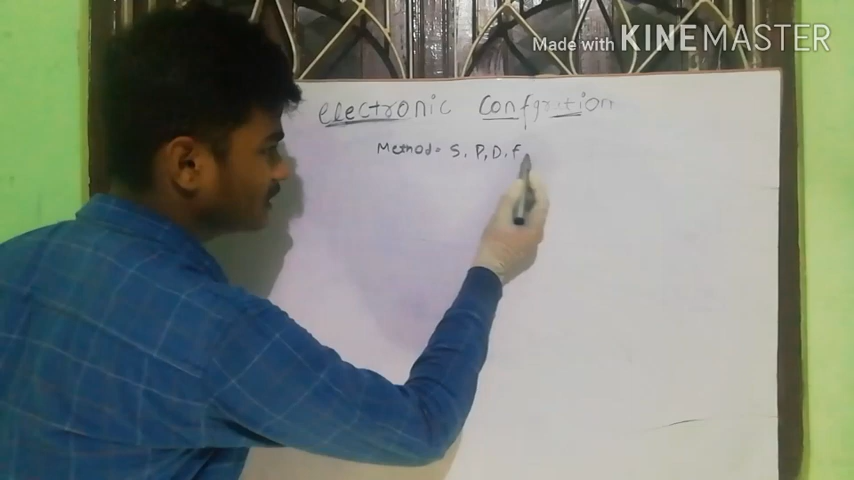 Made with KINEMASTER
electronic Confgration
Method= S, P, D, F